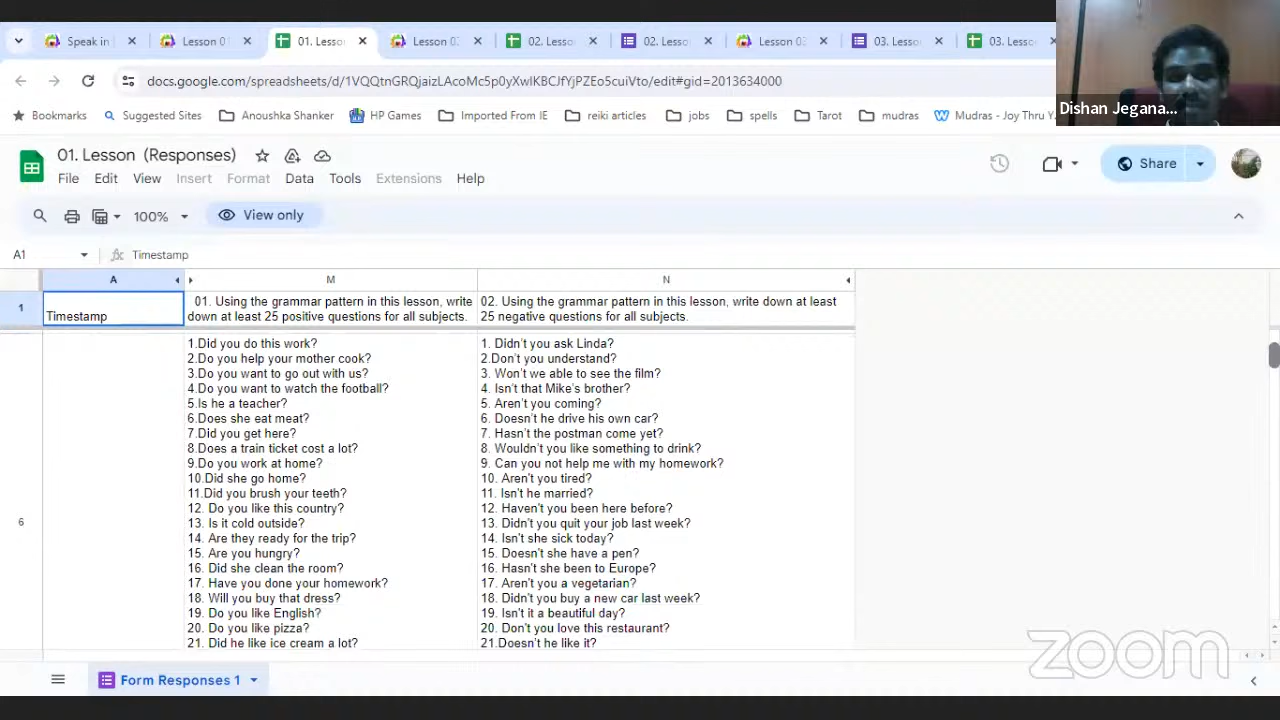 Speak in
Lesson 0
01. Lesso
Lesson 0
02. Lesso
02. Lesso
Lesson 02
03. Lesso
03. Lesso
docs.google.com/spreadsheets/d/1VQQtnGRQjaizLAcoMc5p0yXwIKBCJfYjPZEo5cuiVto/edit#gid=2013634000
Dishan Jegana...
Bookmarks Suggested Sites Anoushka Shanker HP Games Imported From IE reiki articles jobs spells Tarot mudras Mudras - Joy Thru Y
01. Lesson (Responses)
File Edit View Insert Format Data Tools Extensions Help
Share
100% View only
A1 fx Timestamp
A M N
1 Timestamp
01. Using the grammar pattern in this lesson, write
down at least 25 positive questions for all subjects.
02. Using the grammar pattern in this lesson, write down at least
25 negative questions for all subjects.
6
1.Did you do this work?
2.Do you help your mother cook?
3.Do you want to go out with us?
4.Do you want to watch the football?
5.Is he a teacher?
6.Does she eat meat?
7.Did you get here?
8.Does a train ticket cost a lot?
9.Do you work at home?
10.Did she go home?
11.Did you brush your teeth?
12. Do you like this country?
13. Is it cold outside?
14. Are they ready for the trip?
15. Are you hungry?
16. Did she clean the room?
17. Have you done your homework?
18. Will you buy that dress?
19. Do you like English?
20. Do you like pizza?
21. Did he like ice cream a lot?
1. Didn't you ask Linda?
2.Don't you understand?
3. Won't we able to see the film?
4. Isn't that Mike's brother?
5. Aren't you coming?
6. Doesn't he drive his own car?
7. Hasn't the postman come yet?
8. Wouldn't you like something to drink?
9. Can you not help me with my homework?
10. Aren't you tired?
11. Isn't he married?
12. Haven't you been here before?
13. Didn't you quit your job last week?
14. Isn't she sick today?
15. Doesn't she have a pen?
16. Hasn't she been to Europe?
17. Aren't you a vegetarian?
18. Didn't you buy a new car last week?
19. Isn't it a beautiful day?
20. Don't you love this restaurant?
21.Doesn't he like it?
zoom
Form Responses 1